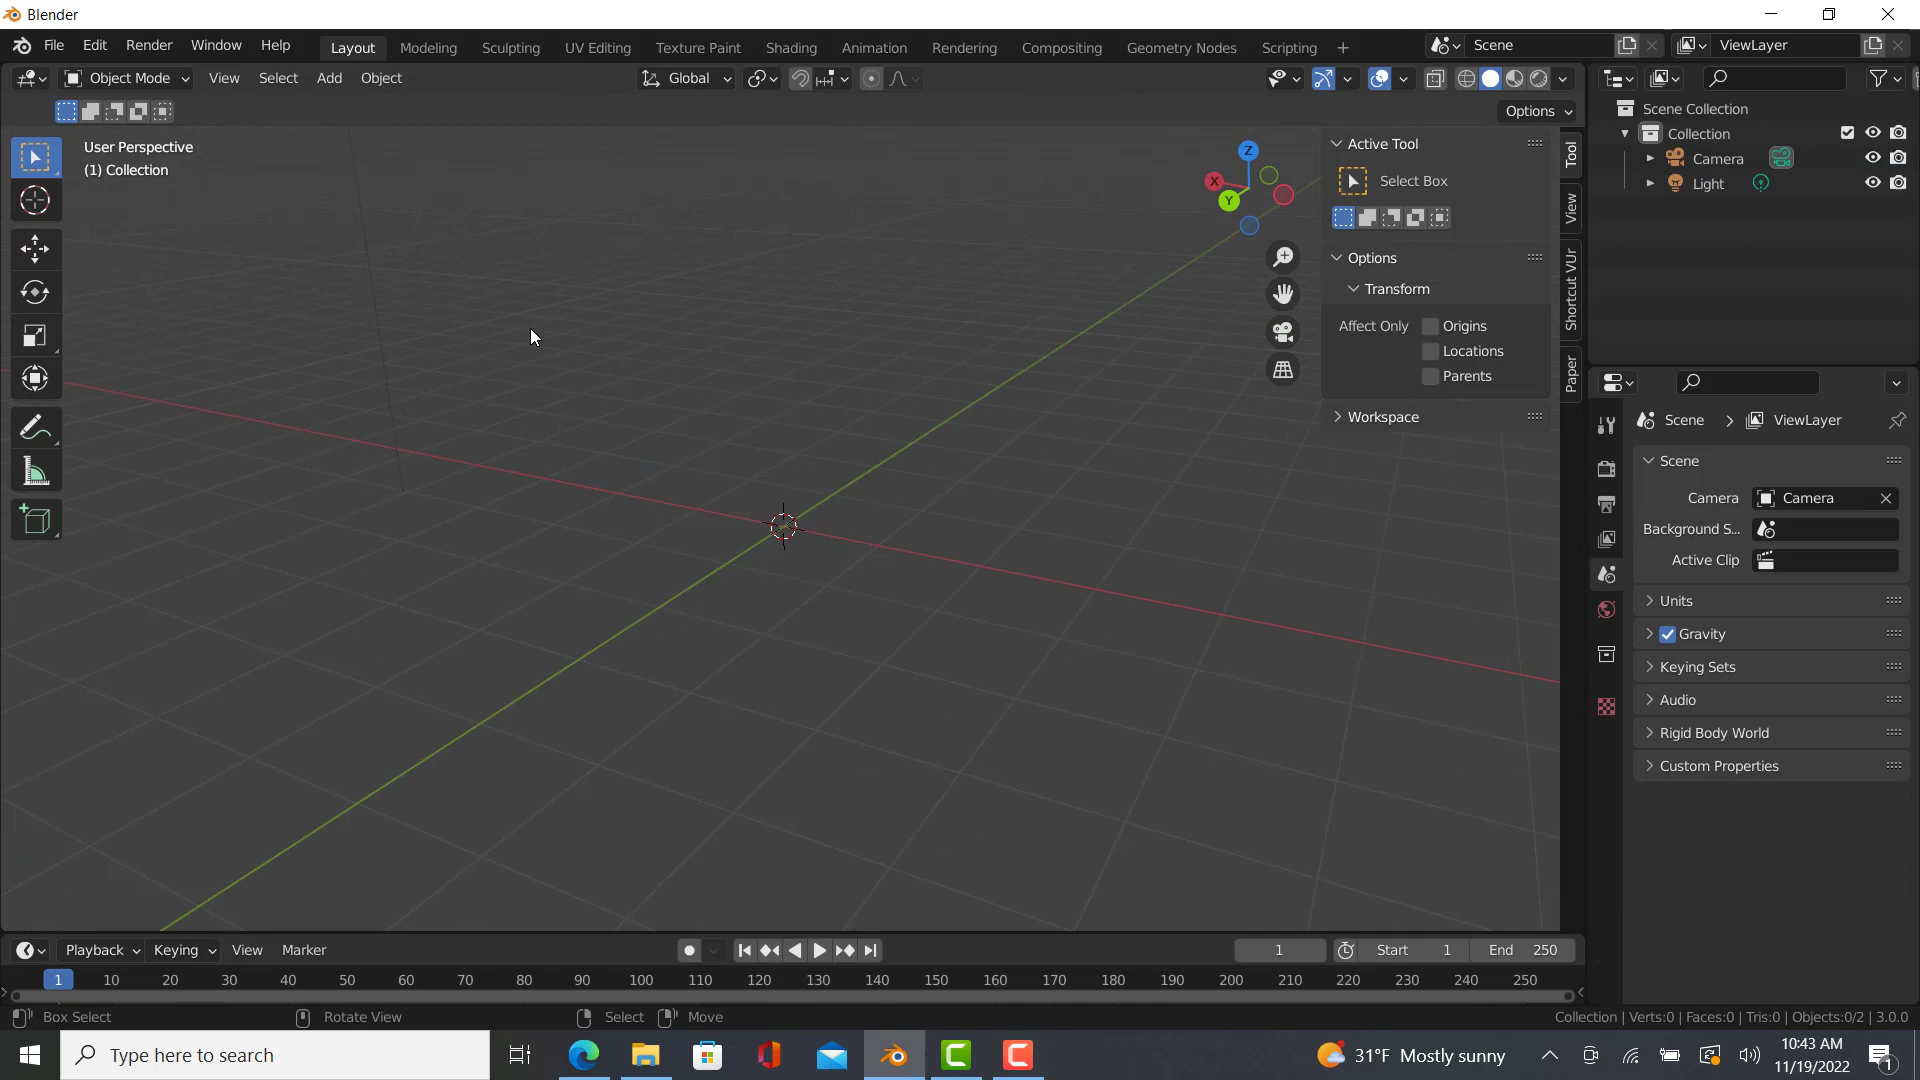 Blender
File Edit Render Window Help Layout Modeling Sculpting UV Editing Texture Paint Shading Animation Rendering Compositing Geometry Nodes Scripting + Scene ViewLayer
Object Mode View Select Add Object Global
Options
User Perspective
(1) Collection
Z
X
Y
Active Tool
Select Box
Options
Transform
Affect Only Origins
Locations
Parents
Workspace
Tool
View
Shortcut VUr
Paper
Scene Collection
Collection
Camera
Light
Scene > ViewLayer
Scene
Camera Camera
Background S...
Active Clip
Units
Gravity
Keying Sets
Audio
Rigid Body World
Custom Properties
Playback Keying View Marker 1 Start 1 End 250
1 10 20 30 40 50 60 70 80 90 100 110 120 130 140 150 160 170 180 190 200 210 220 230 240 250
Box Select Rotate View Select Move Collection | Verts:0 | Faces:0 | Tris:0 | Objects:0/2 | 3.0.0
Type here to search 31°F Mostly sunny 10:43 AM
11/19/2022 1